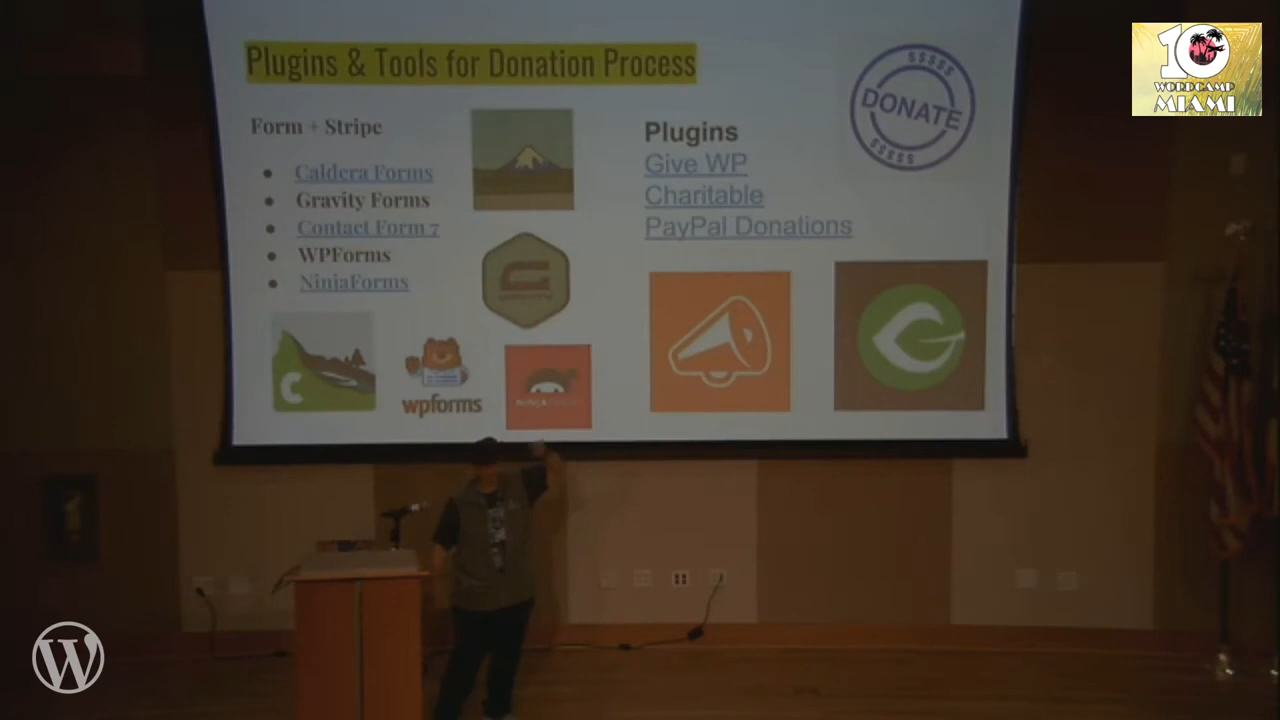 Plugins & Tools for Donation Process
Form + Stripe
Caldera Forms
Gravity Forms
Contact Form 7
WPForms
NinjaForms
C
wpforms
Plugins
Give WP
Charitable
PayPal Donations
$$$$$
DONATE
$$$$$
10
WORDCAMP
MIAMI
W